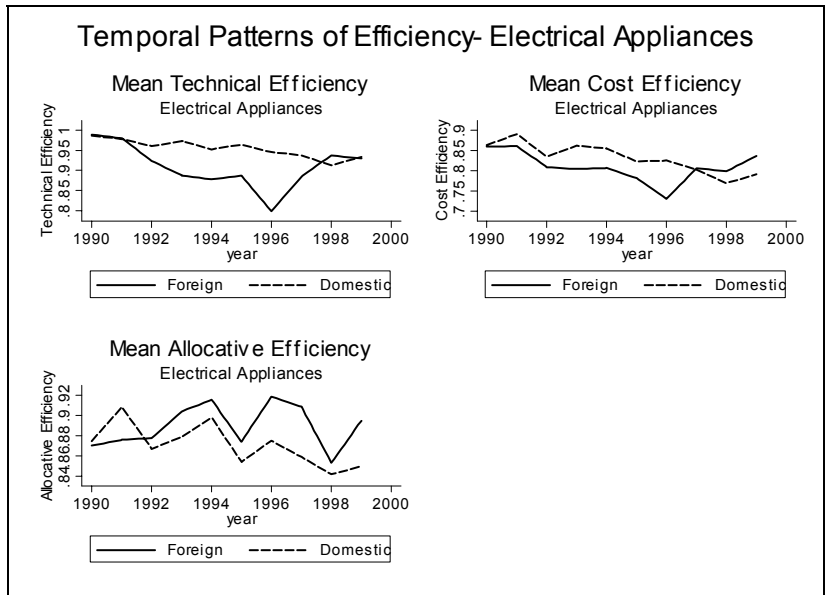 Temporal Patterns of Efficiency- Electrical Appliances
Mean Technical Efficiency
Electrical Appliances
Technical Efficiency
.8 .85 .9 .95 1
1990 1992 1994 1996 1998 2000
year
Foreign Domestic
Mean Cost Efficiency
Electrical Appliances
Cost Efficiency
.7 .75 .8 .85 .9
1990 1992 1994 1996 1998 2000
year
Foreign Domestic
Mean Allocative Efficiency
Electrical Appliances
Allocative Efficiency
.84 .86 .88 .9 .92
1990 1992 1994 1996 1998 2000
year
Foreign Domestic